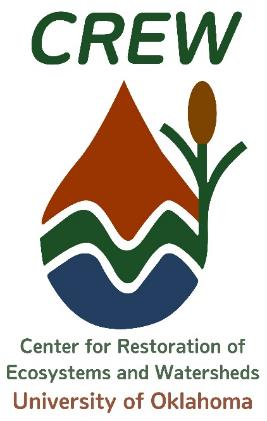 CREW
Center for Restoration of
Ecosystems and Watersheds
University of Oklahoma